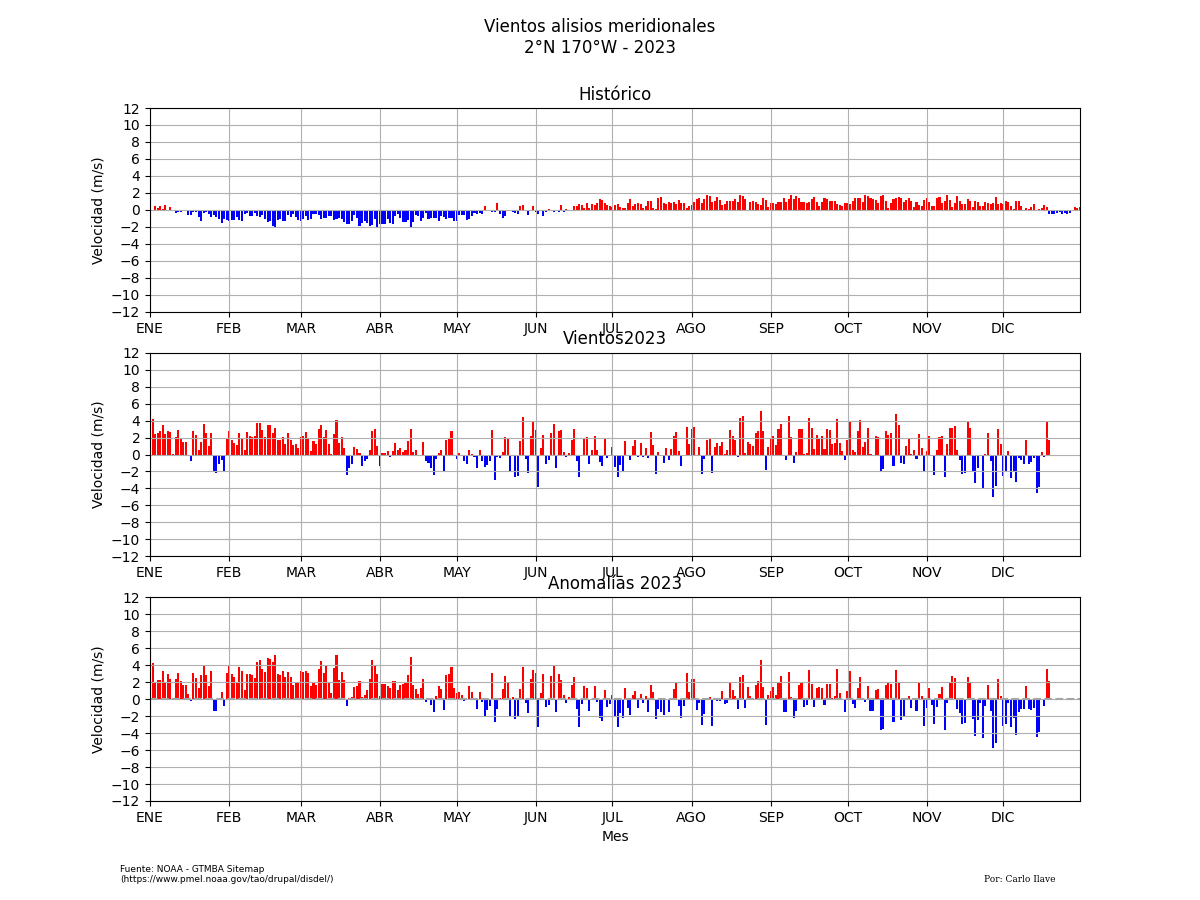 Vientos alisios meridionales
2°N 170°W - 2023
Histórico
12
10
8
6
4
2
0
−2
−4
−6
−8
−10
−12
Velocidad (m/s)
ENE FEB MAR ABR MAY JUN JUL AGO SEP OCT NOV DIC
Vientos2023
12
10
8
6
4
2
0
−2
−4
−6
−8
−10
−12
Velocidad (m/s)
ENE FEB MAR ABR MAY JUN JUL AGO SEP OCT NOV DIC
Anomalías 2023
12
10
8
6
4
2
0
−2
−4
−6
−8
−10
−12
Velocidad (m/s)
ENE FEB MAR ABR MAY JUN JUL AGO SEP OCT NOV DIC
Mes
Fuente: NOAA - GTMBA Sitemap
(https://www.pmel.noaa.gov/tao/drupal/disdel/)
Por: Carlo Ilave